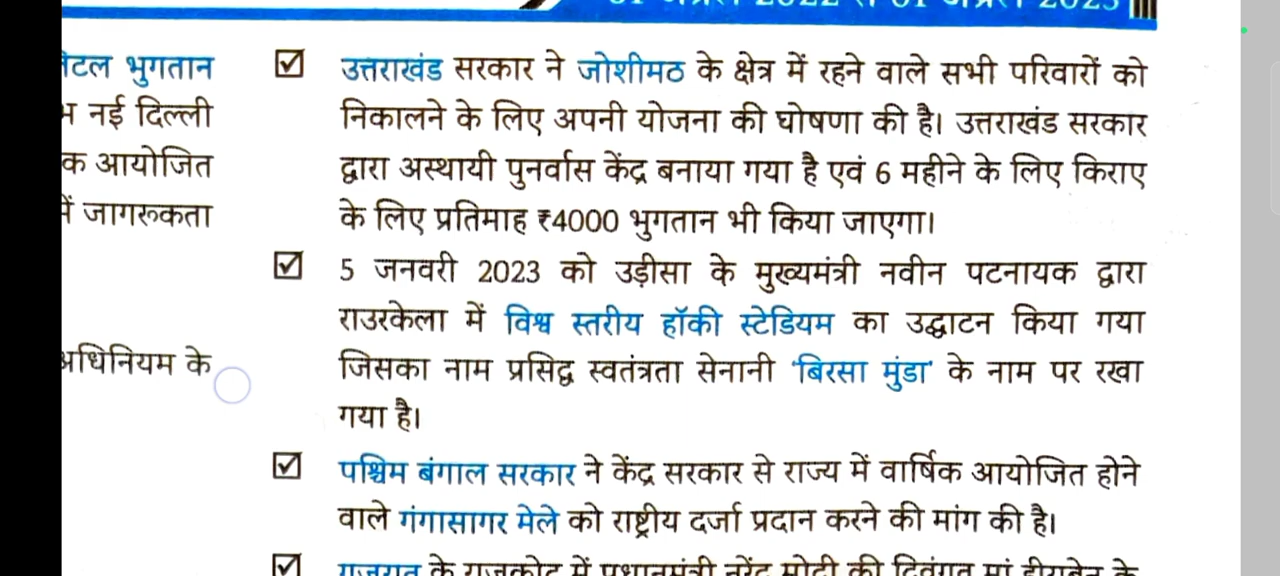 भुगतान
नई दिल्ली
आयोजित
जागरूकता
अधिनियम के
उत्तराखंड सरकार ने जोशीमठ के क्षेत्र में रहने वाले सभी परिवारों को
निकालने के लिए अपनी योजना की घोषणा की है। उत्तराखंड सरकार
द्वारा अस्थायी पुनर्वास केंद्र बनाया गया है एवं 6 महीने के लिए किराए
के लिए प्रतिमाह ₹4000 भुगतान भी किया जाएगा।
5 जनवरी 2023 को उड़ीसा के मुख्यमंत्री नवीन पटनायक द्वारा
राउरकेला में विश्व स्तरीय हॉकी स्टेडियम का उद्घाटन किया गया
जिसका नाम प्रसिद्ध स्वतंत्रता सेनानी 'बिरसा मुंडा' के नाम पर रखा
गया है।
पश्चिम बंगाल सरकार ने केंद्र सरकार से राज्य में वार्षिक आयोजित होने
वाले गंगासागर मेले को राष्ट्रीय दर्जा प्रदान करने की मांग की है।